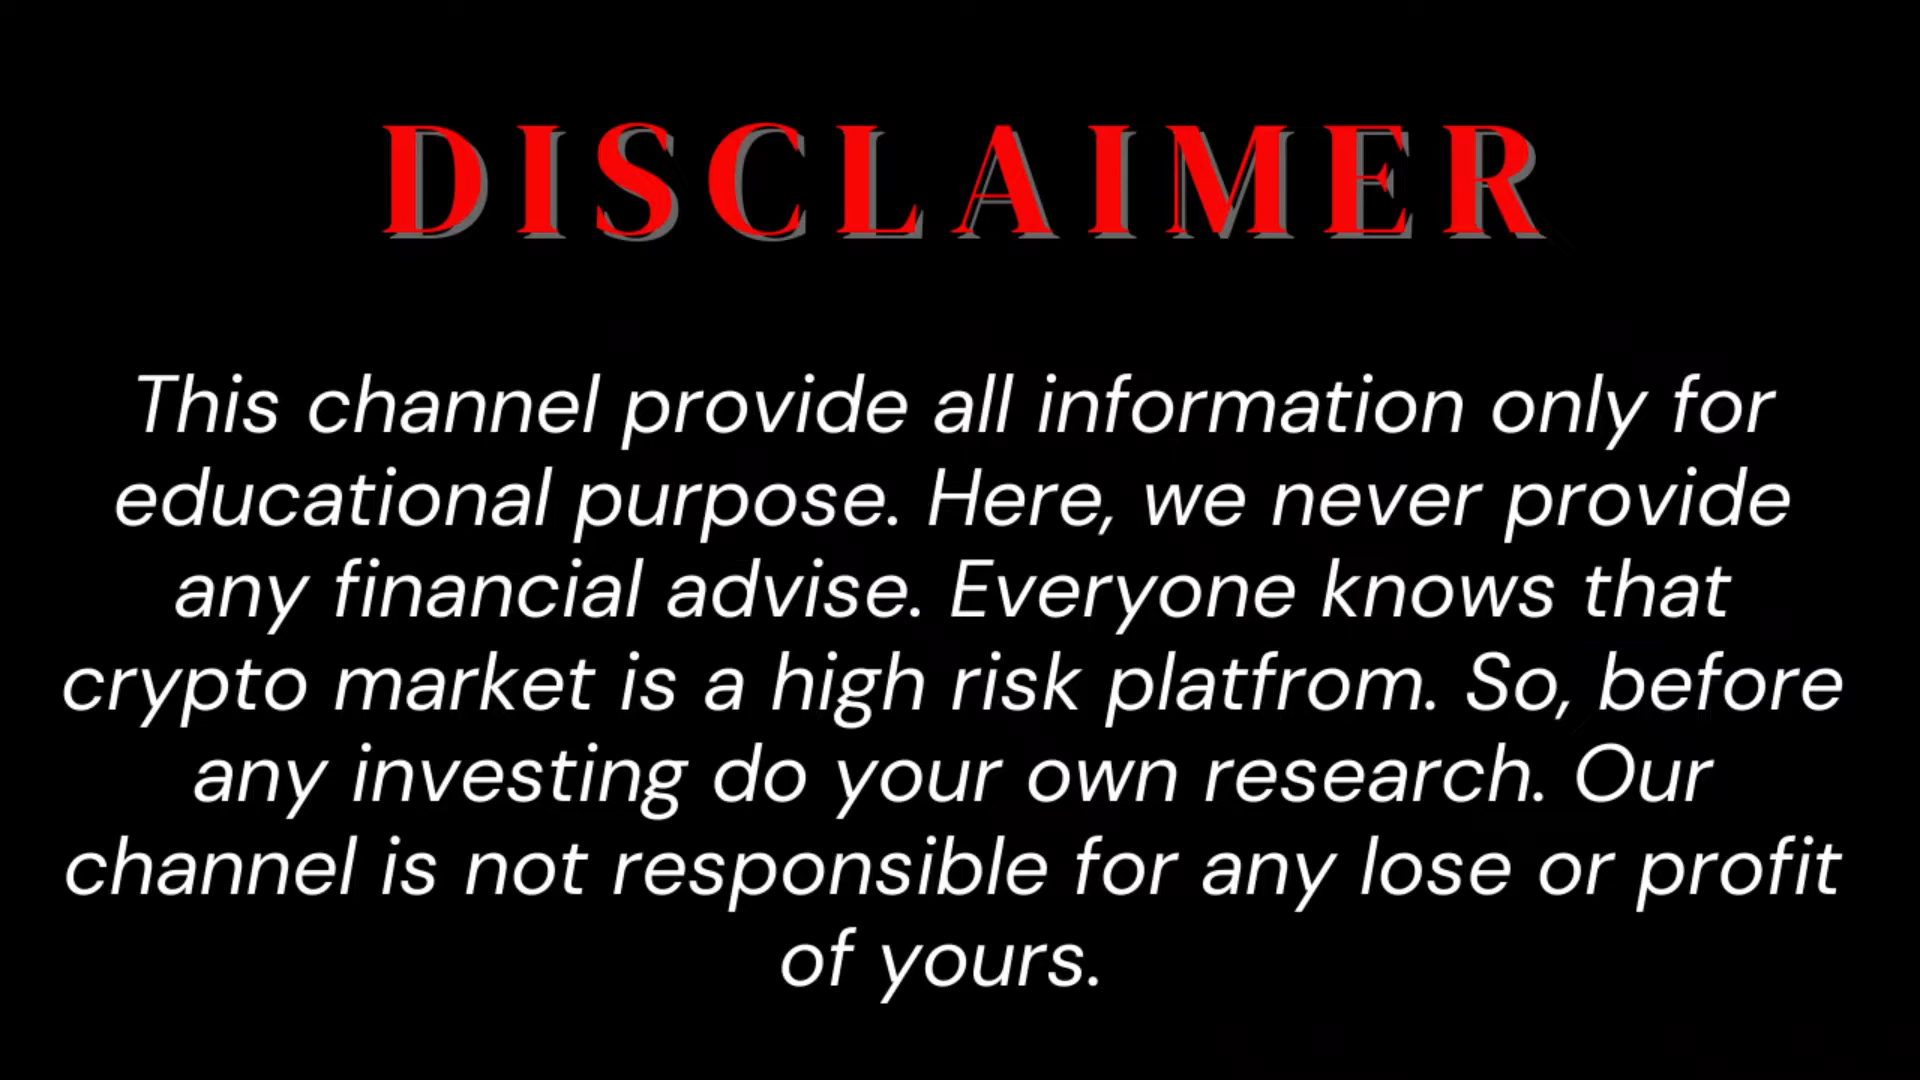 DISCLAIMER
This channel provide all information only for
educational purpose. Here, we never provide
any financial advise. Everyone knows that
crypto market is a high risk platfrom. So, before
any investing do your own research. Our
channel is not responsible for any lose or profit
of yours.